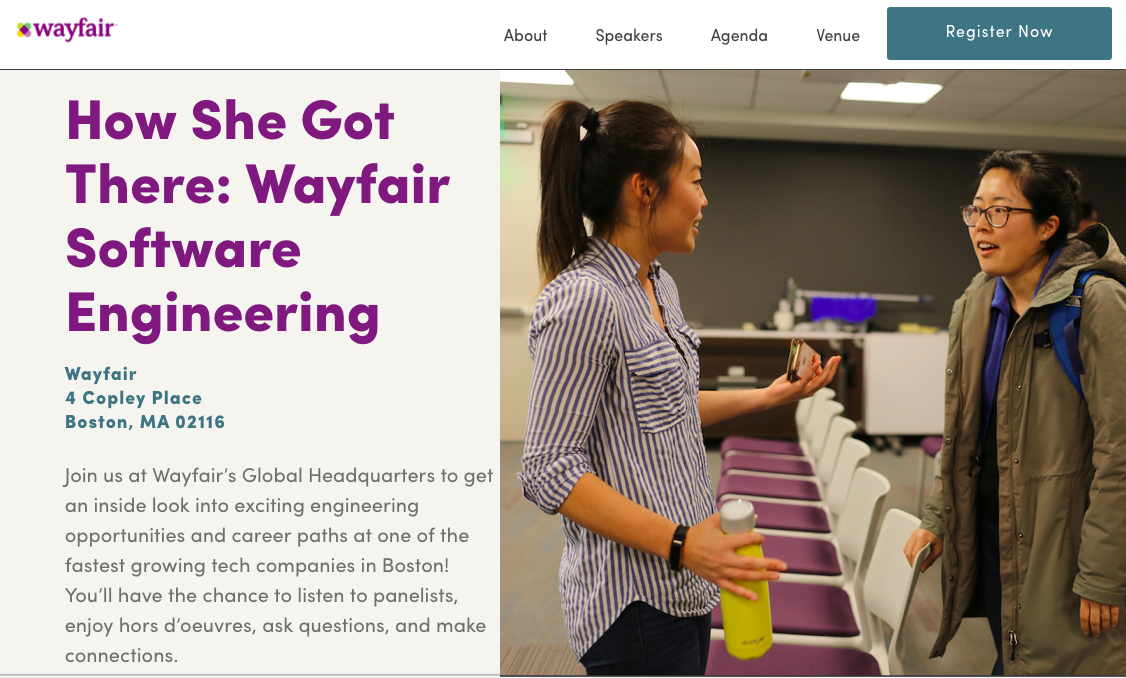 wayfair
About
Speakers
Agenda
Venue
Register Now
How She Got
There: Wayfair
Software
Engineering
Wayfair
4 Copley Place
Boston, MA 02116
Join us at Wayfair’s Global Headquarters to get
an inside look into exciting engineering
opportunities and career paths at one of the
fastest growing tech companies in Boston!
You’ll have the chance to listen to panelists,
enjoy hors d’oeuvres, ask questions, and make
connections.